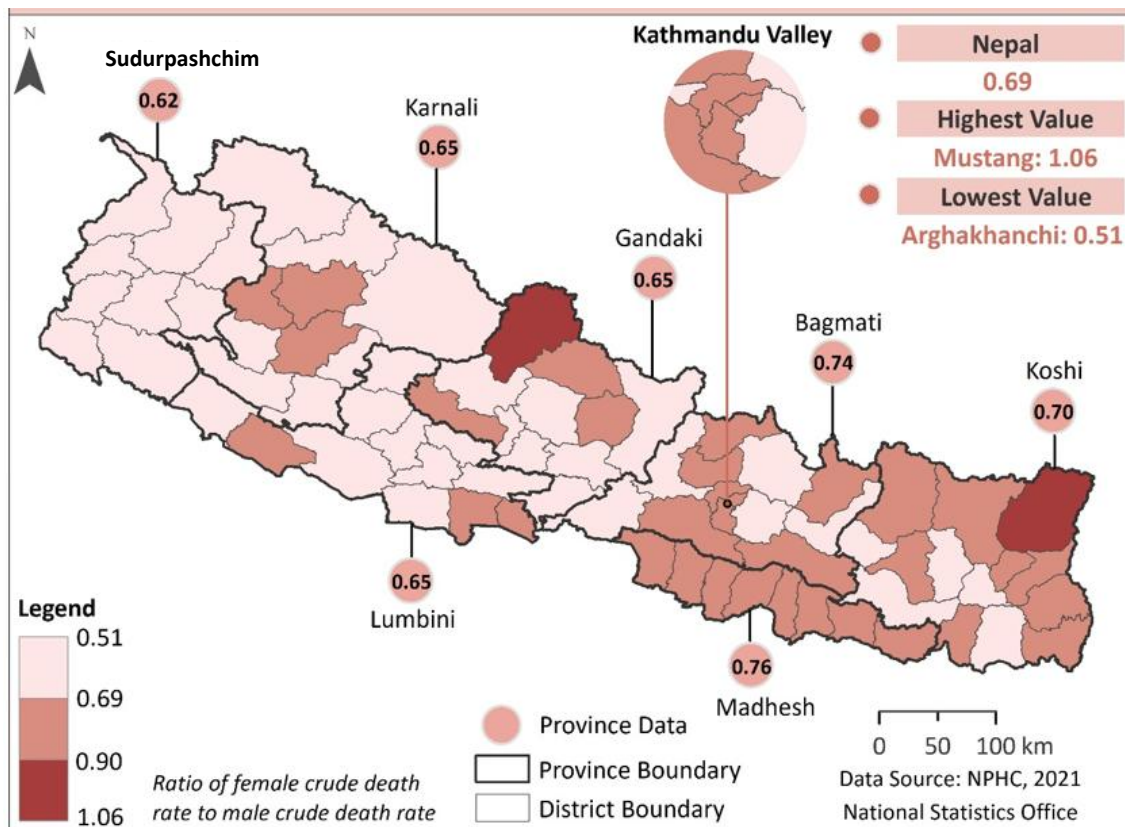 N
Sudurpashchim
0.62
Karnali
0.65
Gandaki
0.65
Kathmandu Valley
Nepal
0.69
Highest Value
Mustang: 1.06
Lowest Value
Arghakhanchi: 0.51
Bagmati
0.74
Koshi
0.70
0.65
Lumbini
0.76
Madhesh
Legend
0.51
0.69
0.90
1.06
Ratio of female crude death
rate to male crude death rate
Province Data
Province Boundary
District Boundary
0 50 100 km
Data Source: NPHC, 2021
National Statistics Office